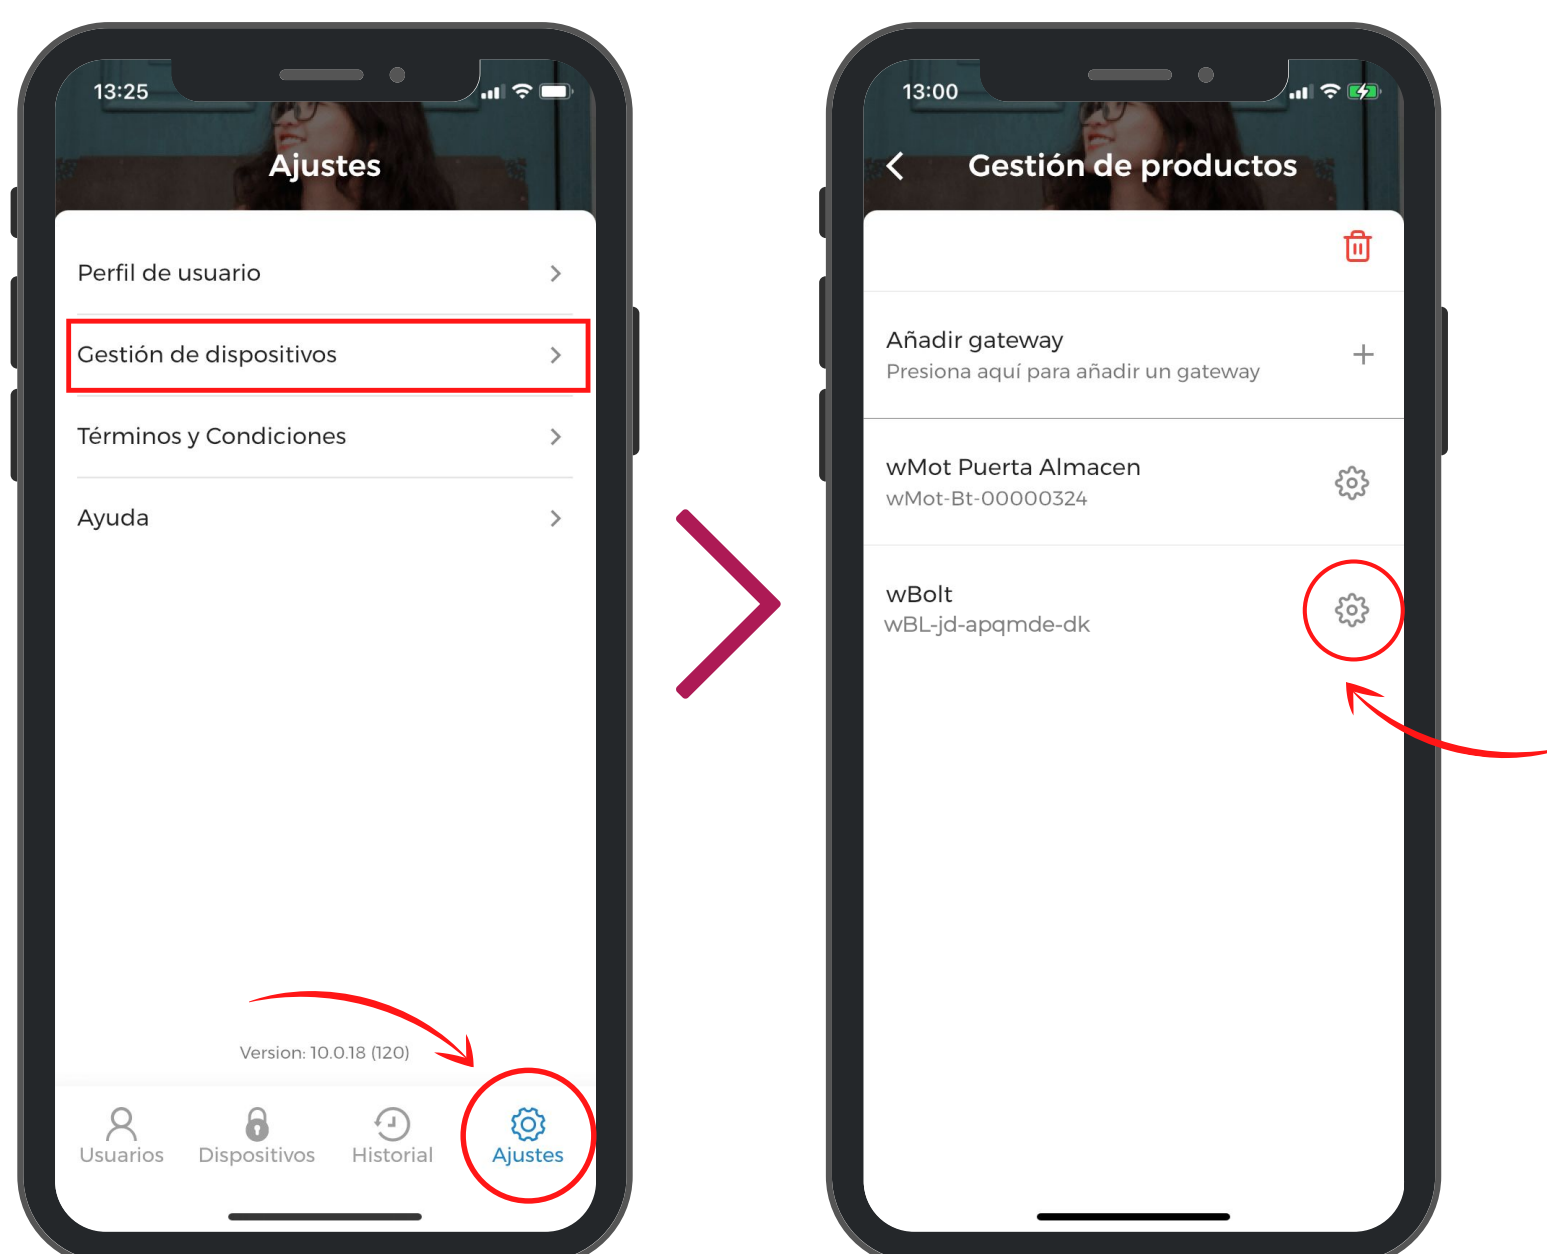 13:25
Ajustes
Perfil de usuario
Gestión de dispositivos
Términos y Condiciones
Ayuda
Version: 10.0.18 (120)
Usuarios
Dispositivos
Historial
Ajustes
13:00
Gestión de productos
Añadir gateway
Presiona aquí para añadir un gateway
wMot Puerta Almacen
wMot-Bt-00000324
wBolt
wBL-jd-apqmde-dk